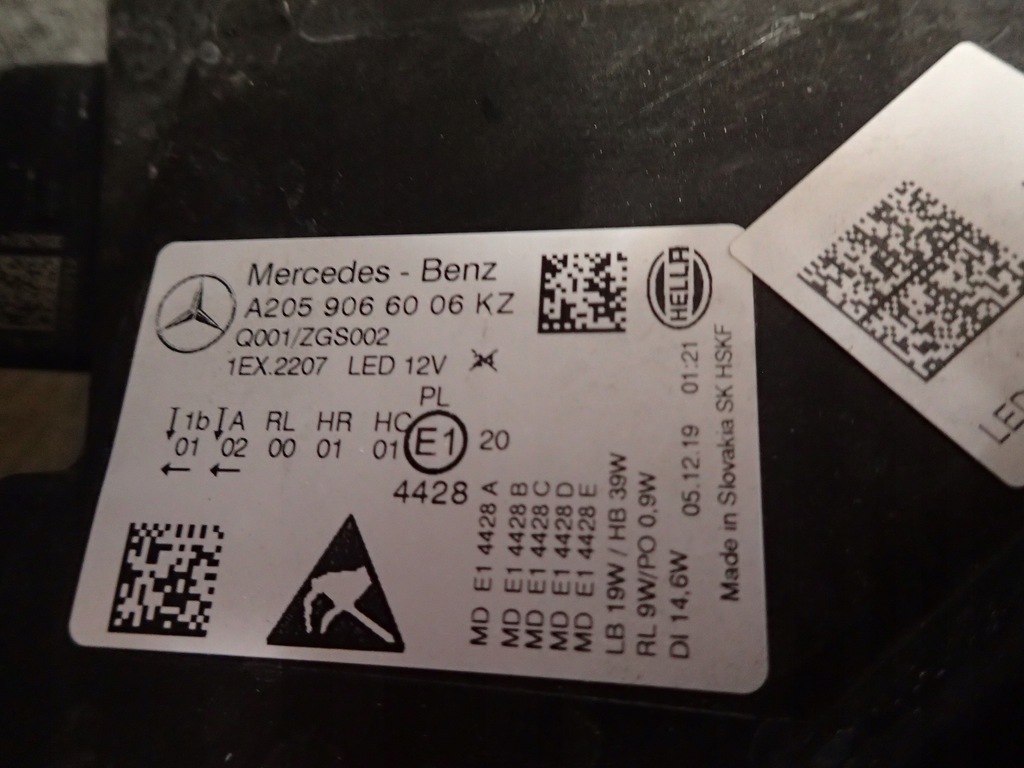 Mercedes - Benz
A205 906 60 06 KZ
Q001/ZGS002
1EX.2207 LED 12V
HELLA
PL
1b A RL HR HC
01 02 00 01 01 E1 20
4428
MD E1 4428 A
MD E1 4428 B
MD E1 4428 C
MD E1 4428 D
MD E1 4428 E
LB 19W / HB 39W
RL 9W/PO 0,9W
DI 14,6W 05.12.19 01:21
Made in Slovakia SK HSKF
LED